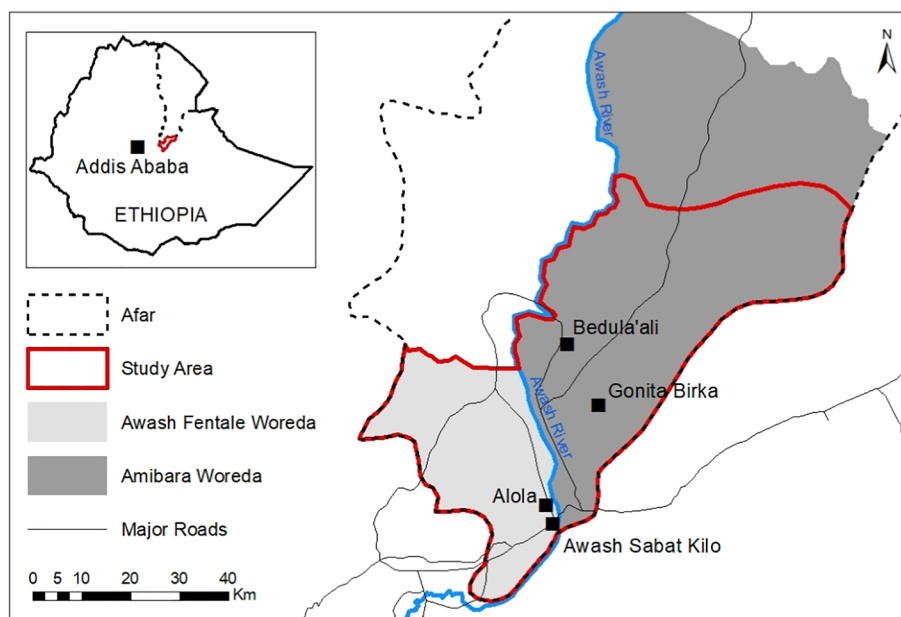 Addis Ababa
ETHIOPIA
Afar
Study Area
Awash Fentale Woreda
Amibara Woreda
Major Roads
0 5 10 20 30 40
Km
N
Awash River
Bedula'ali
Gonita Birka
Awash River
Alola
Awash Sabat Kilo